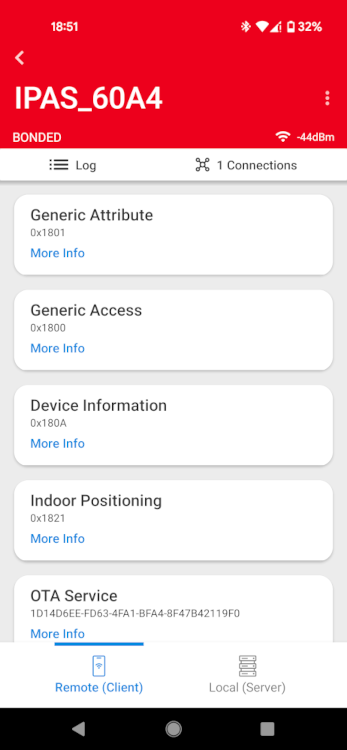 18:51
32%
IPAS_60A4
BONDED
-44dBm
Log
1 Connections
Generic Attribute
0x1801
More Info
Generic Access
0x1800
More Info
Device Information
0x180A
More Info
Indoor Positioning
0x1821
More Info
OTA Service
1D14D6EE-FD63-4FA1-BFA4-8F47B42119F0
More Info
Remote (Client)
Local (Server)